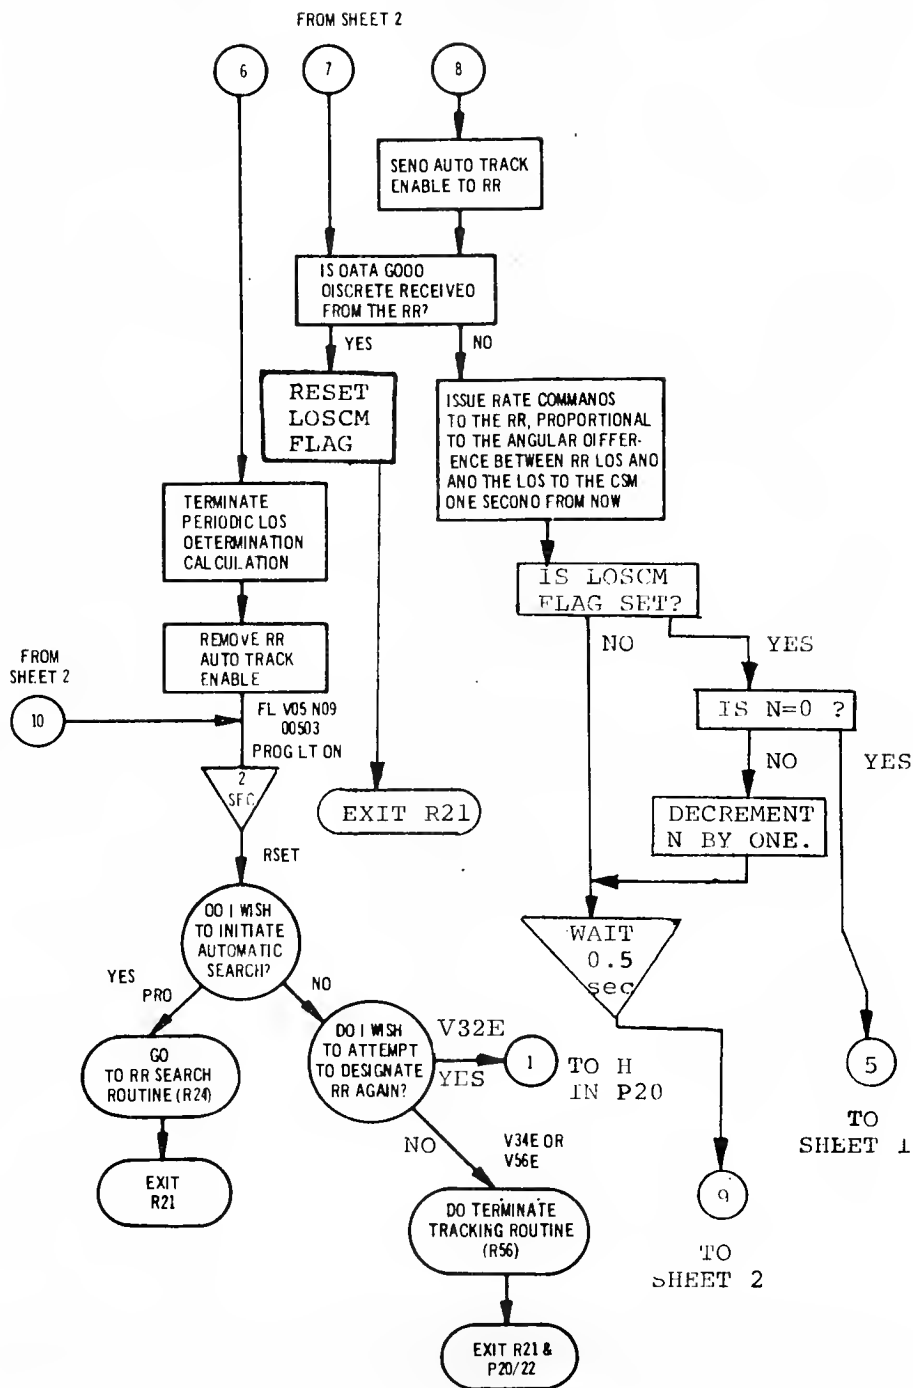 FROM SHEET 2
6
7
8
SENO AUTO TRACK
ENABLE TO RR
IS OATA GOOO
OISCRETE RECEIVEO
FROM THE RR?
YES
NO
RESET
LOSCM
FLAG
ISSUE RATE COMMANOS
TO THE RR, PROPORTIONAL
TO THE ANGULAR OIFFER-
ENCE BETWEEN RR LOS ANO
ANO THE LOS TO THE CSM
ONE SECONO FROM NOW
TERMINATE
PERIODIC LOS
OETERMINATION
CALCULATION
IS LOSCM
FLAG SET?
REMOVE RR
AUTO TRACK
ENABLE
NO
YES
FROM
SHEET 2
10
FL V05 N09
00503
PROG LT ON
IS N=0 ?
NO
YES
2
SEC
EXIT R21
DECREMENT
N BY ONE.
RSET
DO I WISH
TO INITIATE
AUTOMATIC
SEARCH?
WAIT
0.5
sec
YES
PRO
NO
GO
TO RR SEARCH
ROUTINE (R24)
DO I WISH
TO ATTEMPT
TO DESIGNATE
RR AGAIN?
V32E
YES
1
TO H
IN P20
5
TO
SHEET 1
NO
V34E OR
V56E
EXIT
R21
9
DO TERMINATE
TRACKING ROUTINE
(R56)
TO
SHEET 2
EXIT R21 &
P20/22